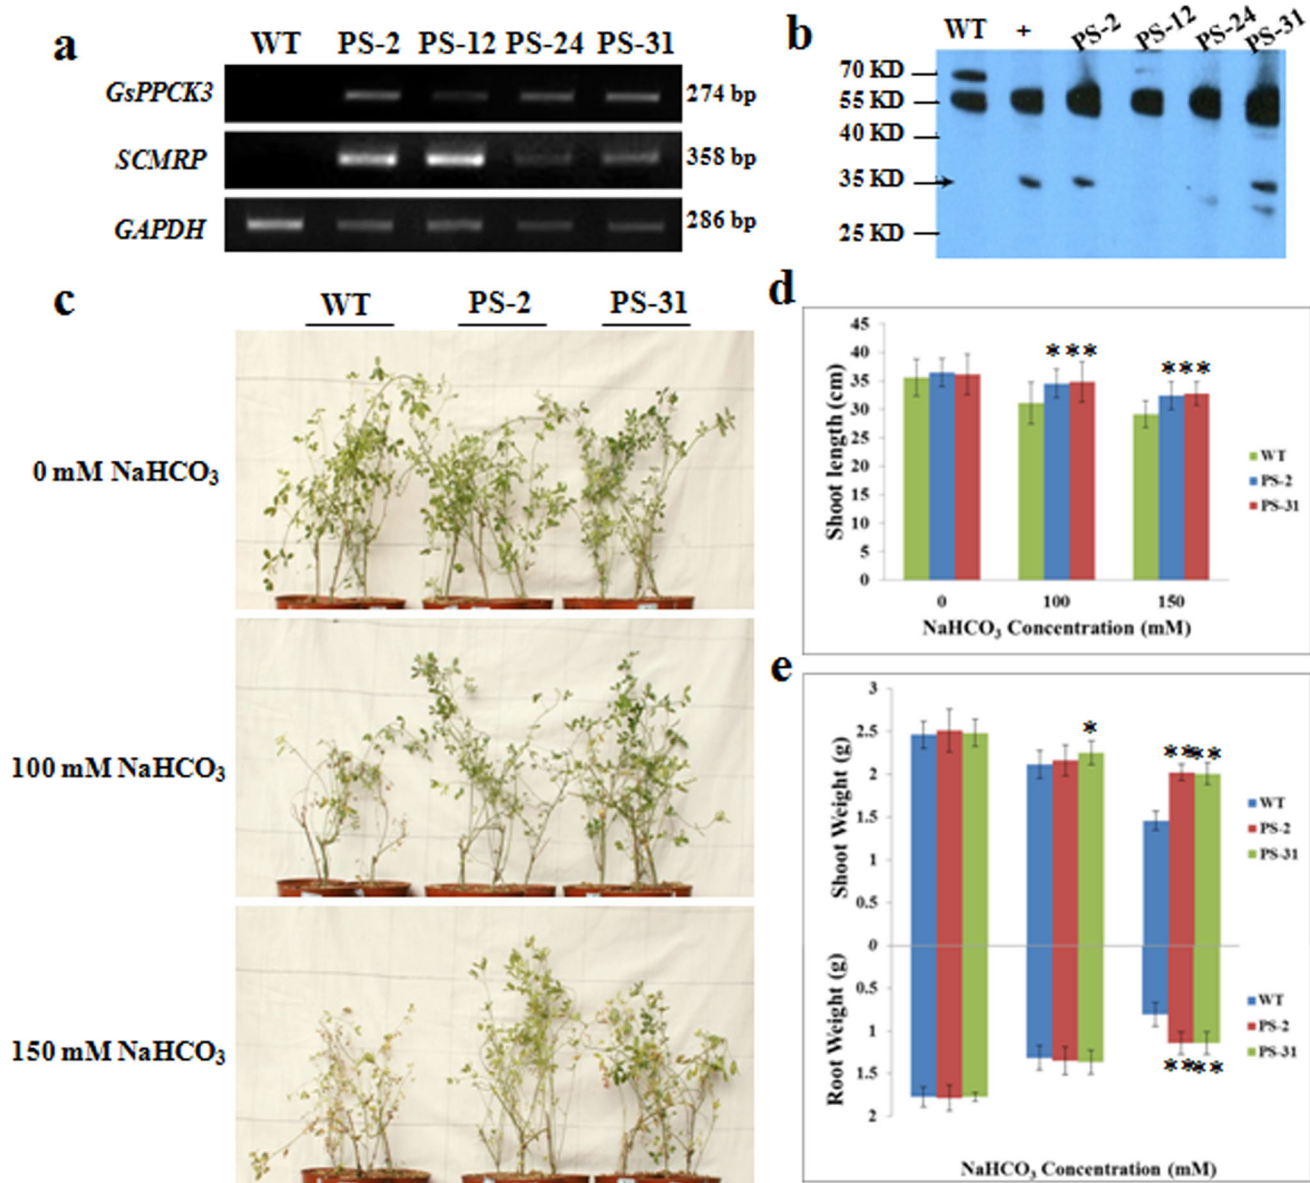 a
WT PS-2 PS-12 PS-24 PS-31
GsPPCK3 274 bp
SCMRP 358 bp
GAPDH 286 bp
b
WT + PS-2 PS-12 PS-24 PS-31
70 KD
55 KD
40 KD
35 KD
25 KD
c
WT PS-2 PS-31
0 mM NaHCO₃
100 mM NaHCO₃
150 mM NaHCO₃
d
Shoot length (cm)
45
40
35
30
25
20
15
10
5
0
* * * * * *
0 100 150
NaHCO₃ Concentration (mM)
WT
PS-2
PS-31
e
Shoot Weight (g)
3
2.5
2
1.5
1
0.5
0
* ** **
WT
PS-2
PS-31
Root Weight (g)
0.5
1
1.5
2
** **
WT
PS-2
PS-31
NaHCO₃ Concentration (mM)